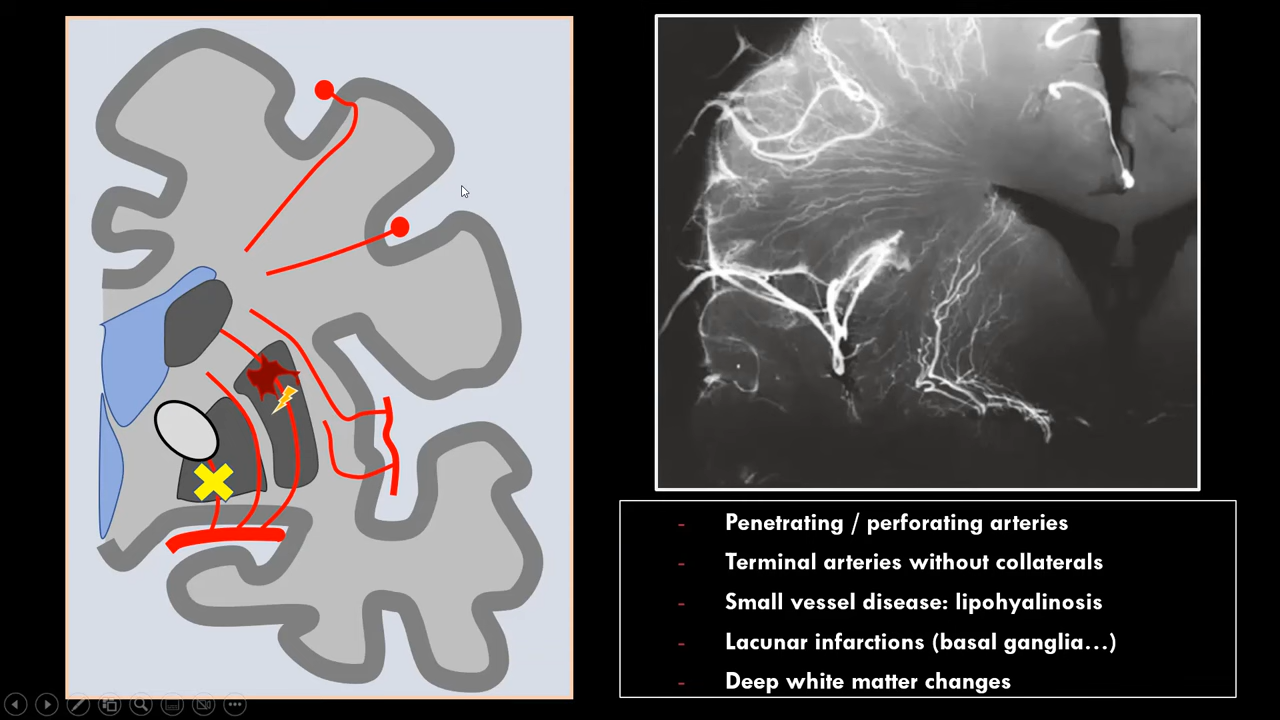 - Penetrating / perforating arteries
- Terminal arteries without collaterals
- Small vessel disease: lipohyalinosis
- Lacunar infarctions (basal ganglia...)
- Deep white matter changes